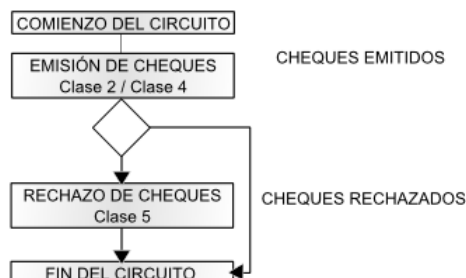 COMIENZO DEL CIRCUITO
EMISIÓN DE CHEQUES
Clase 2 / Clase 4
CHEQUES EMITIDOS
RECHAZO DE CHEQUES
Clase 5
CHEQUES RECHAZADOS
FIN DEL CIRCUITO